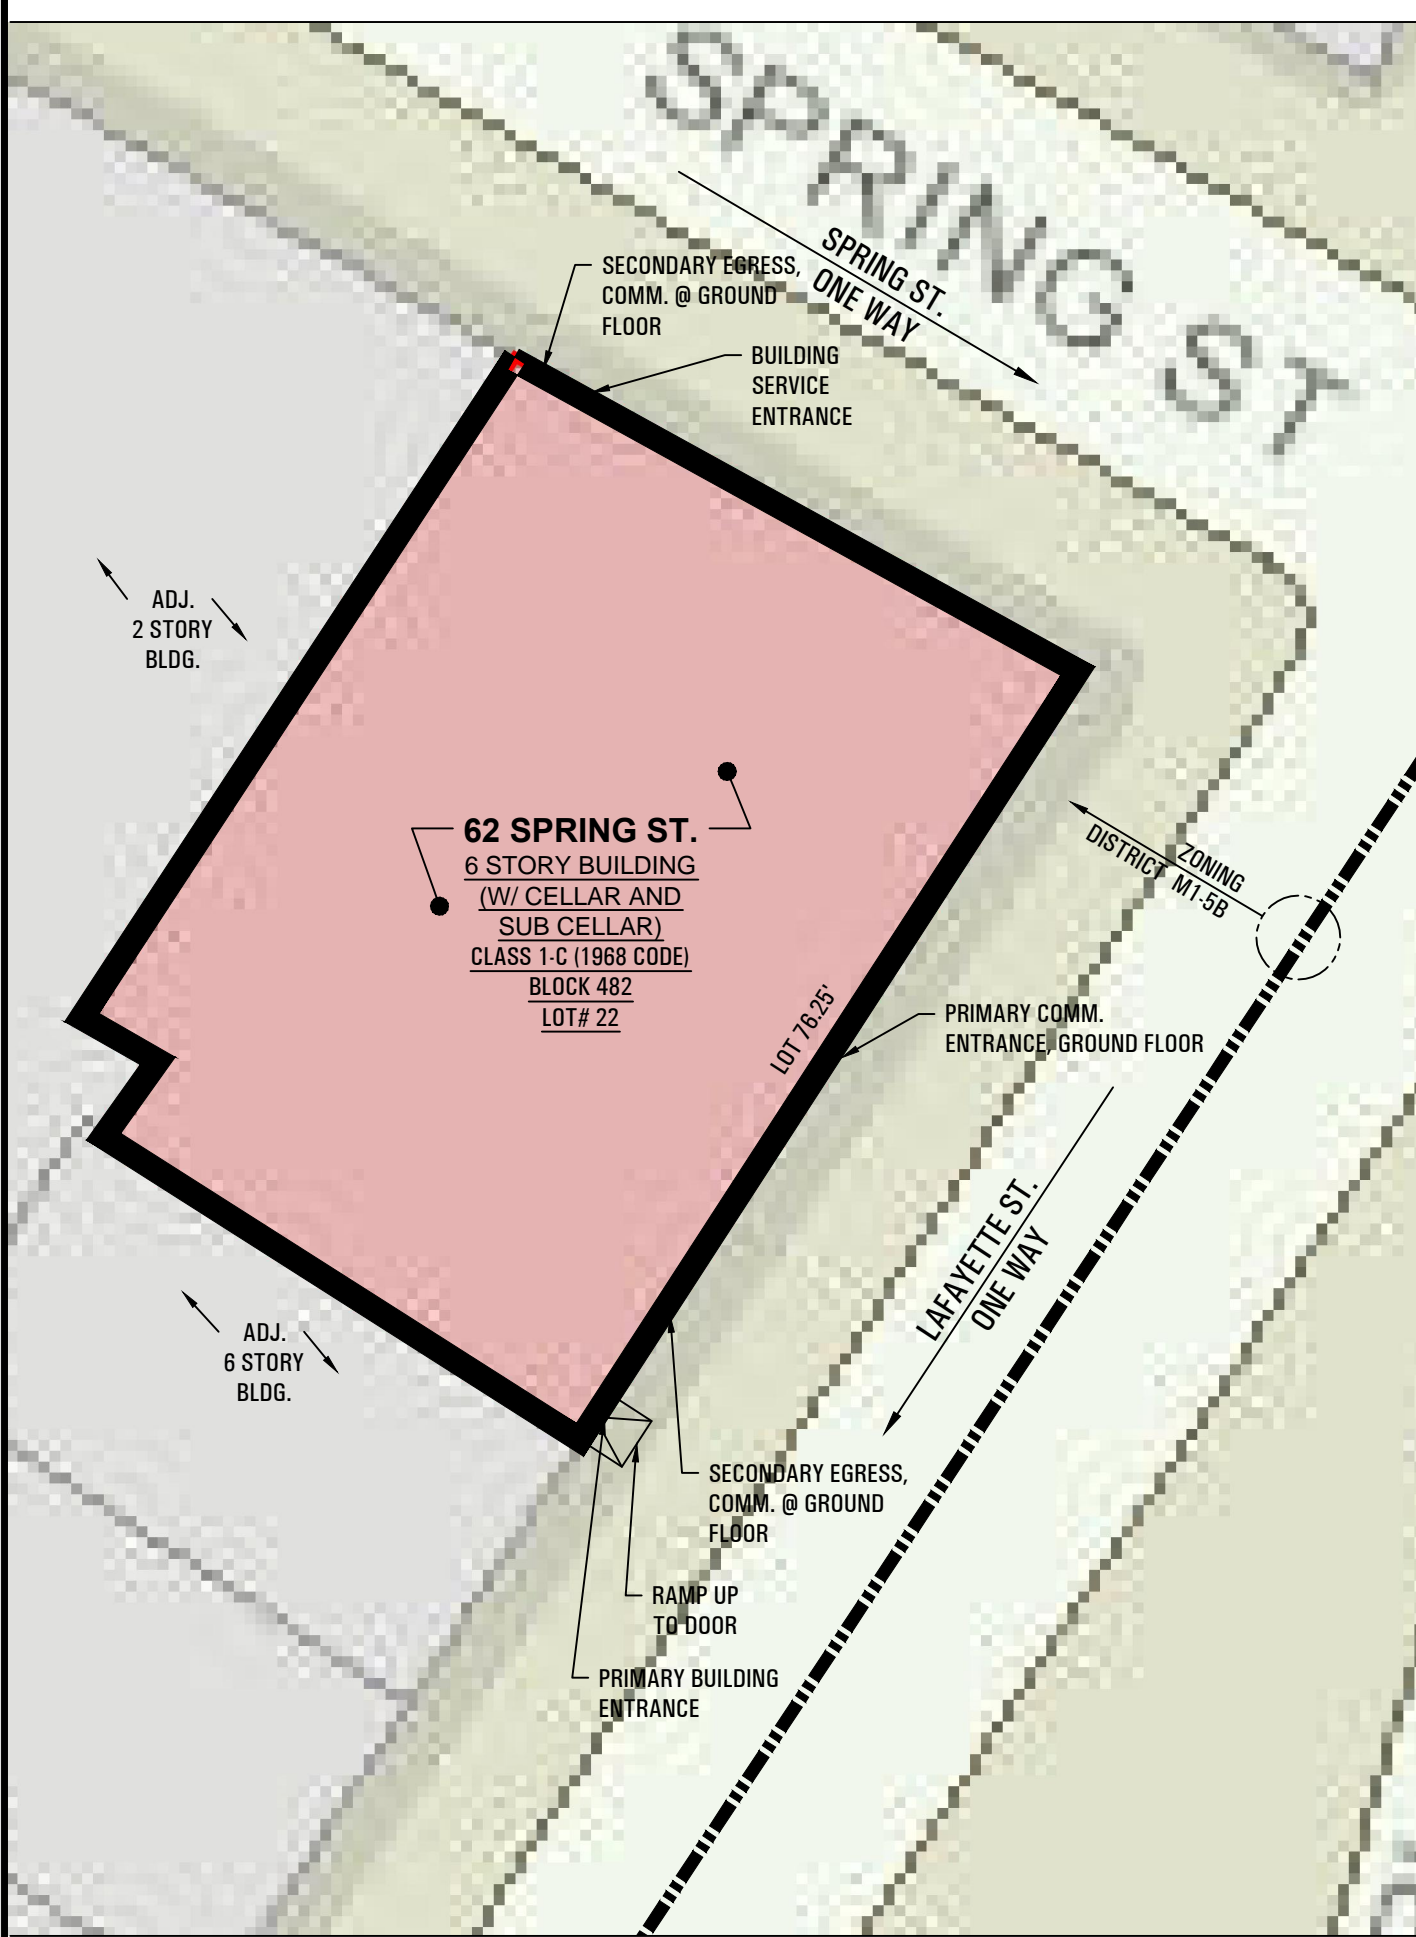 SPRING ST
SPRING ST.
ONE WAY
SECONDARY EGRESS,
COMM. @ GROUND
FLOOR
BUILDING
SERVICE
ENTRANCE
ADJ.
2 STORY
BLDG.
62 SPRING ST.
6 STORY BUILDING
(W/ CELLAR AND
SUB CELLAR)
CLASS 1-C (1968 CODE)
BLOCK 482
LOT# 22
ZONING
DISTRICT M1-5B
LOT 76.25'
PRIMARY COMM.
ENTRANCE, GROUND FLOOR
LAFAYETTE ST.
ONE WAY
ADJ.
6 STORY
BLDG.
SECONDARY EGRESS,
COMM. @ GROUND
FLOOR
RAMP UP
TO DOOR
PRIMARY BUILDING
ENTRANCE